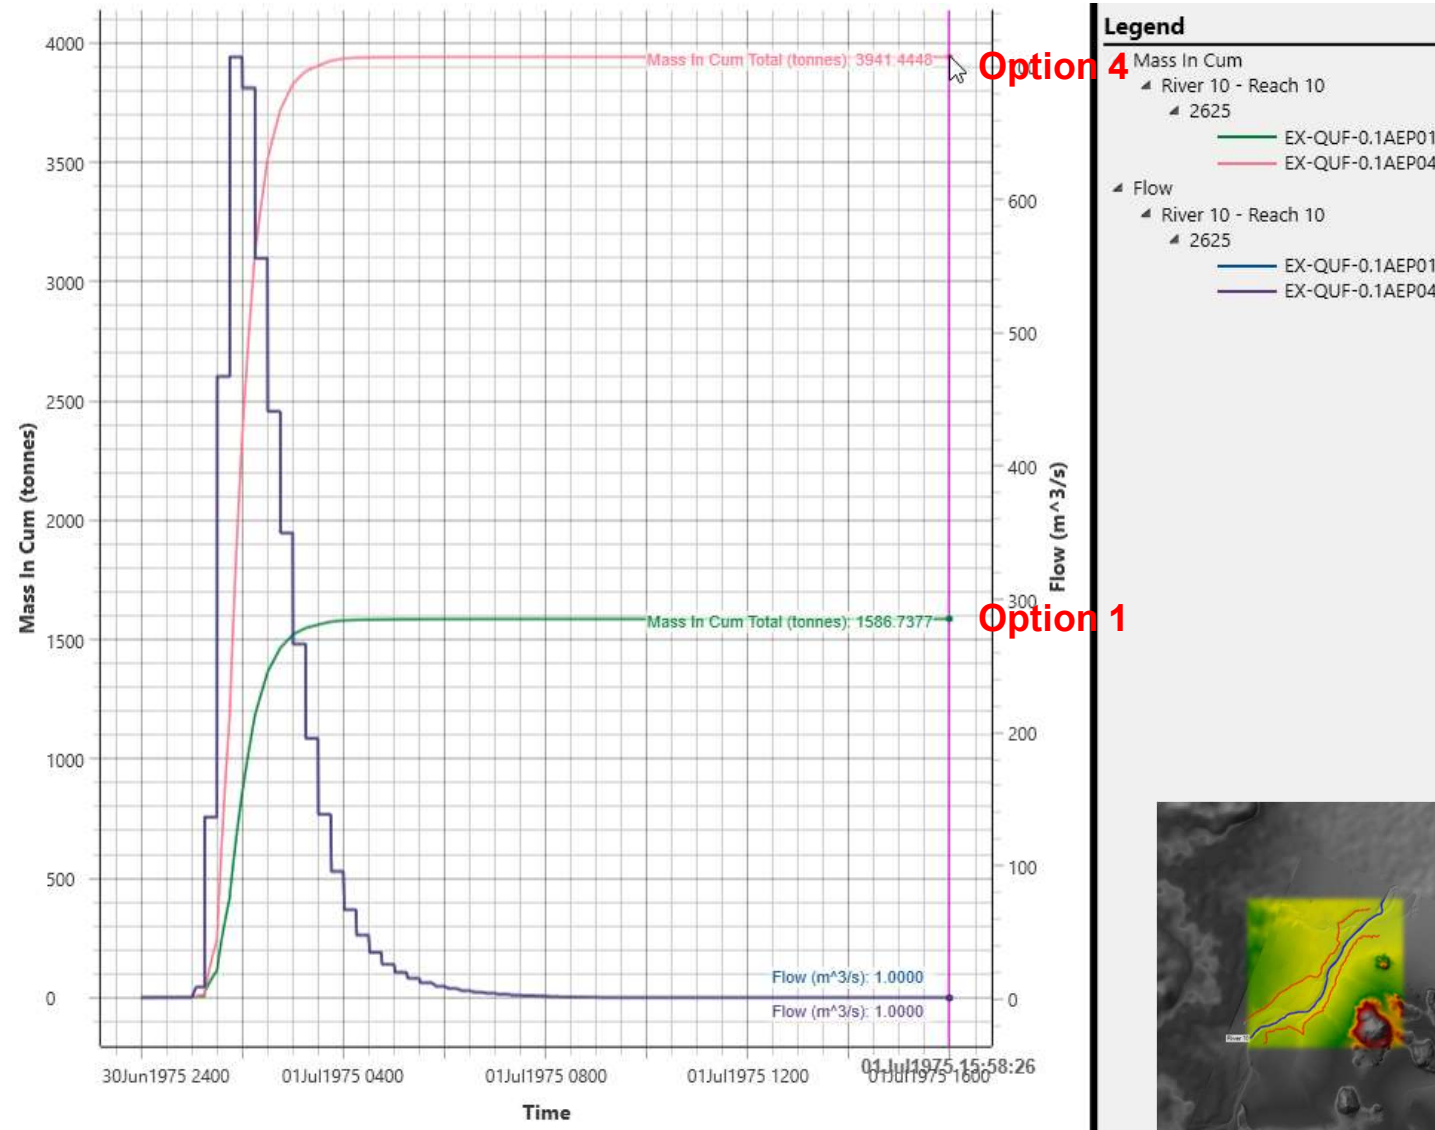 Legend
Mass In Cum
River 10 - Reach 10
2625
EX-QUF-0.1AEP01
EX-QUF-0.1AEP04
Flow
River 10 - Reach 10
2625
EX-QUF-0.1AEP01
EX-QUF-0.1AEP04
Option 4
Option 1
Mass In Cum Total (tonnes): 3941.4448
Mass In Cum Total (tonnes): 1586.7377
Flow (m^3/s): 1.0000
Flow (m^3/s): 1.0000
Mass In Cum (tonnes)
4000
3500
3000
2500
2000
1500
1000
500
0
Flow (m^3/s)
600
500
400
300
200
100
0
30Jun1975 2400
01Jul1975 0400
01Jul1975 0800
01Jul1975 1200
01Jul1975 1600
01Jul1975 15:58:26
Time